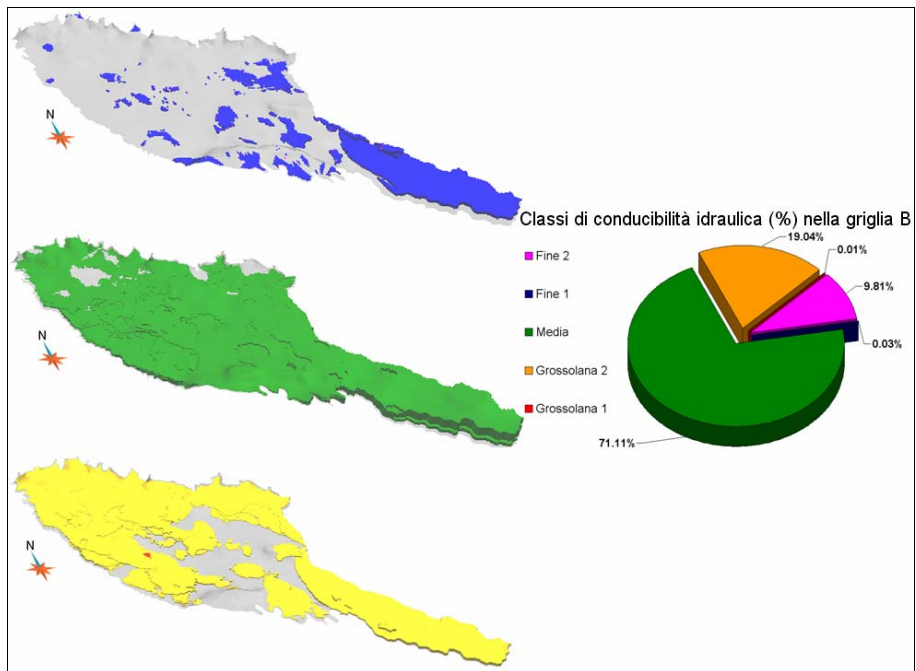 N
Classi di conducibilità idraulica (%) nella griglia B
19.04%
0.01%
Fine 2
9.81%
Fine 1
N
Media
0.03%
Grossolana 2
Grossolana 1
71.11%
N